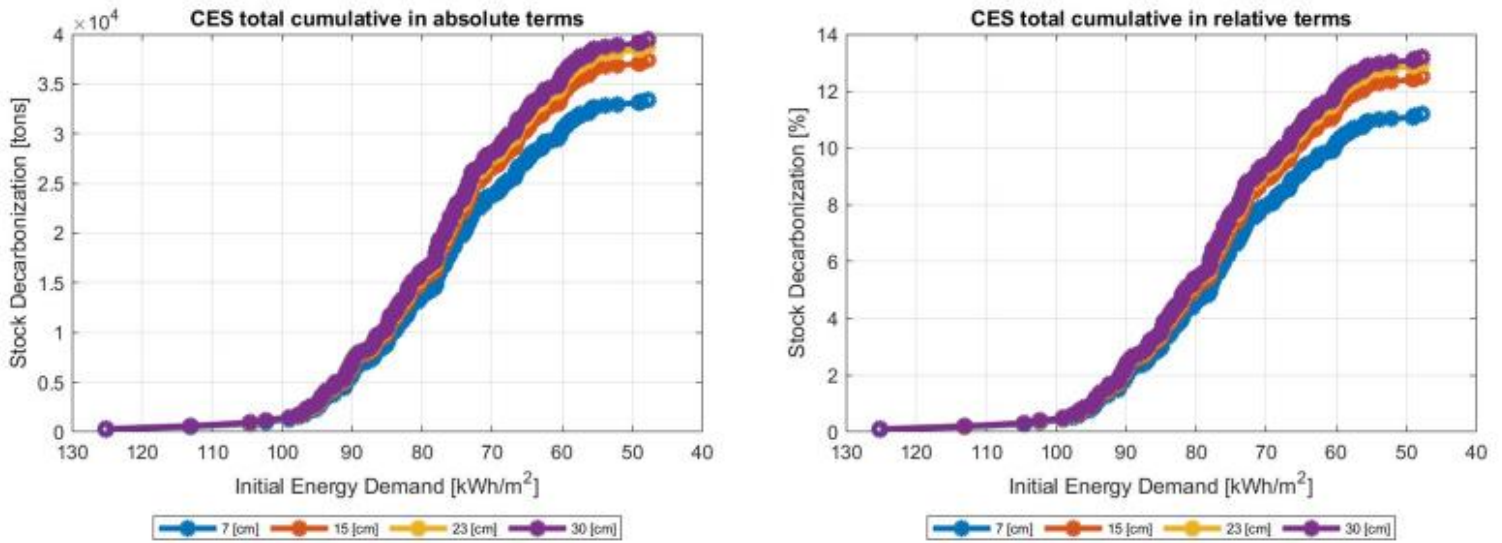 CES total cumulative in absolute terms
×10⁴
4
3.5
3
2.5
2
1.5
1
0.5
0
Stock Decarbonization [tons]
130 120 110 100 90 80 70 60 50 40
Initial Energy Demand [kWh/m²]
7 [cm] 15 [cm] 23 [cm] 30 [cm]
CES total cumulative in relative terms
14
12
10
8
6
4
2
0
Stock Decarbonization [%]
130 120 110 100 90 80 70 60 50 40
Initial Energy Demand [kWh/m²]
7 [cm] 15 [cm] 23 [cm] 30 [cm]